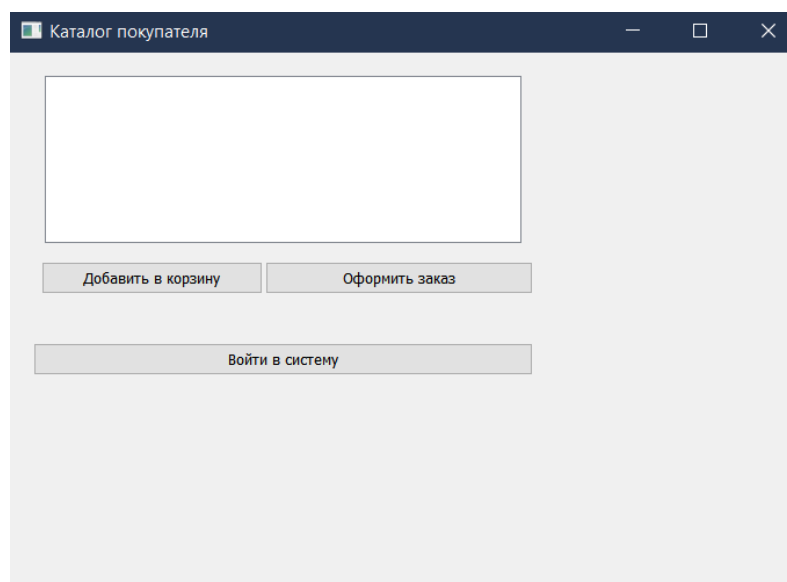 Каталог покупателя
Добавить в корзину Оформить заказ
Войти в систему